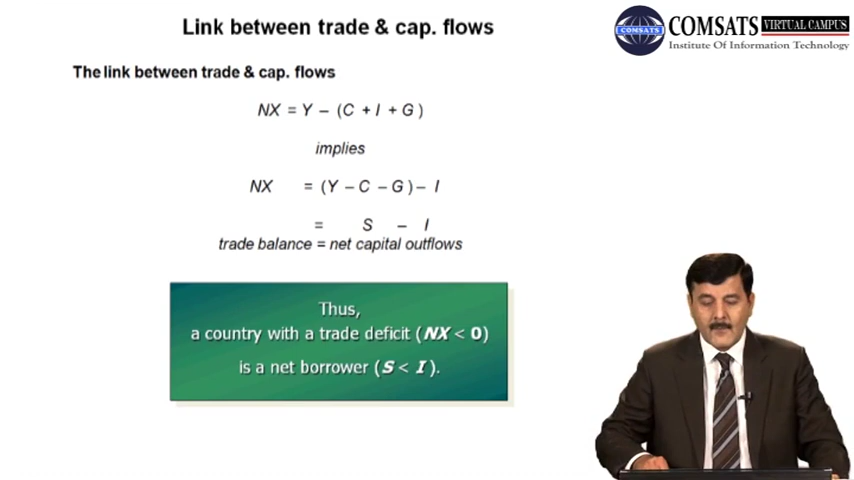 Link between trade & cap. flows
COMSATS VIRTUAL CAMPUS
COMSATS
Institute Of Information Technology
The link between trade & cap. flows
NX = Y – (C + I + G )
implies
NX = (Y – C – G ) – I
= S – I
trade balance = net capital outflows
Thus,
a country with a trade deficit (NX < 0)
is a net borrower (S < I ).